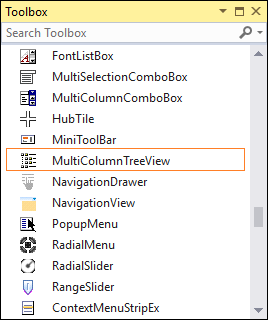 Toolbox
Search Toolbox
FontListBox
MultiSelectionComboBox
MultiColumnComboBox
HubTile
MiniToolBar
MultiColumnTreeView
NavigationDrawer
NavigationView
PopupMenu
RadialMenu
RadialSlider
RangeSlider
ContextMenuStripEx